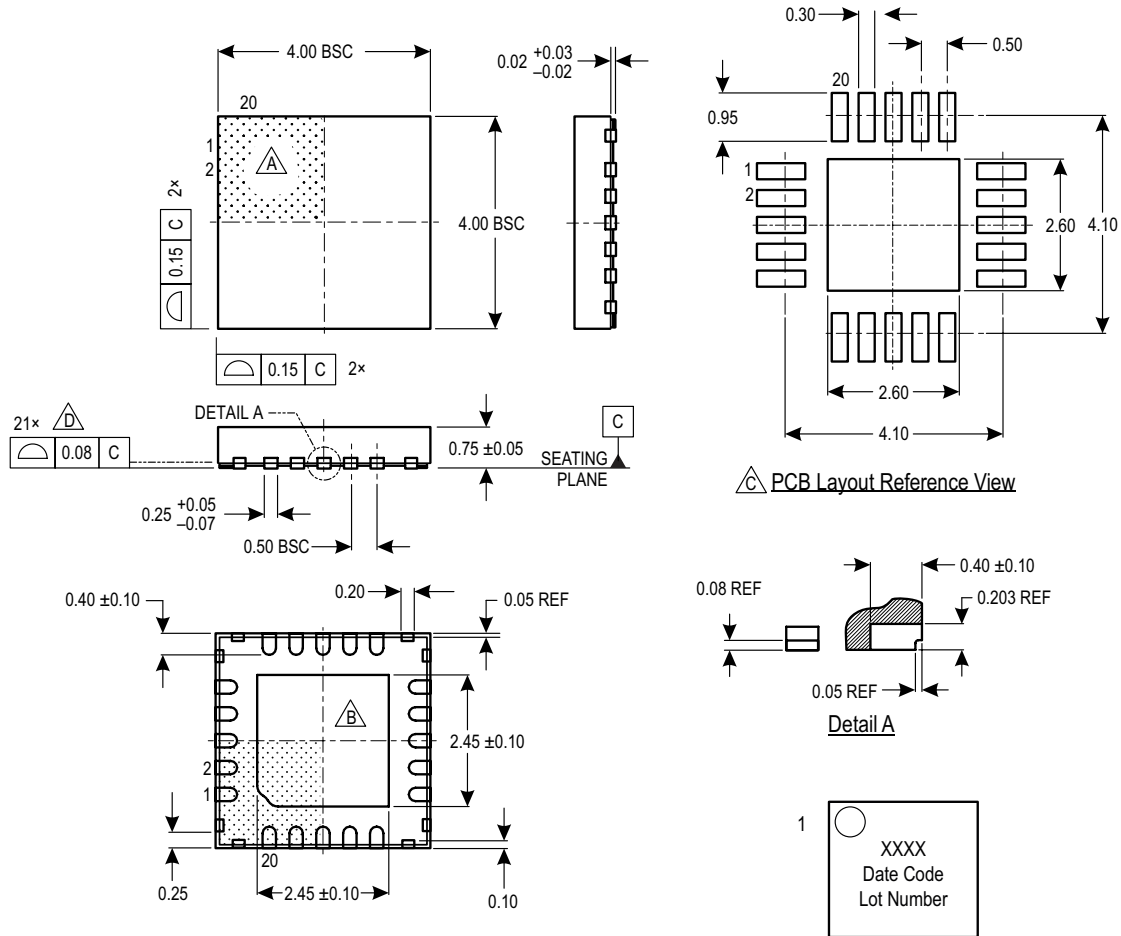 4.00 BSC
20
1
2
A
4.00 BSC
2× 
0.15 C
0.15 C 2×
0.02 +0.03 –0.02
0.30
0.50
20
0.95
1
2
2.60
4.10
2.60
4.10
C PCB Layout Reference View
21× D
0.08 C
DETAIL A
C
0.75 ±0.05
SEATING
PLANE
0.25 +0.05 –0.07
0.50 BSC
0.40 ±0.10
0.20
0.05 REF
B
2.45 ±0.10
2
1
20
0.25
2.45 ±0.10
0.10
0.08 REF
0.40 ±0.10
0.203 REF
0.05 REF
Detail A
1
XXXX
Date Code
Lot Number